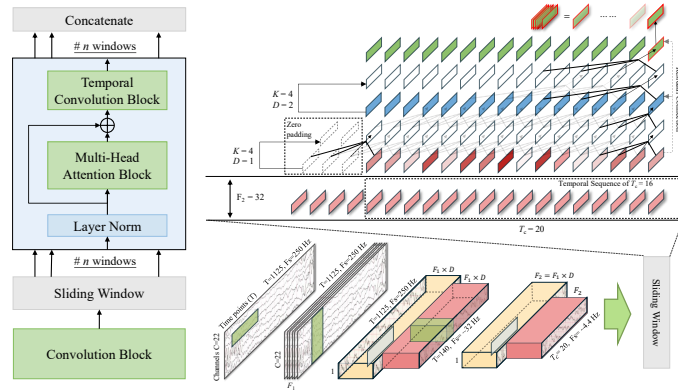 Concatenate
# n windows
Temporal
Convolution Block
Multi-Head
Attention Block
Layer Norm
# n windows
Sliding Window
Convolution Block
=
... ...
K=4
D=2
Zero
padding
K=4
D=1
F₂ = 32
Temporal Sequence of Tc = 16
Tc = 20
Channels C=22
Time points (T)
T=1125, Fs=250 Hz
C=22
F₁
T=1125, Fs=250 Hz
T=1125, Fs=250 Hz
F₁ × D
F₁ × D
T=140, Fs= ~32 Hz
1
F₂ = F₁ × D
F₂
Tc= 20, Fs= ~4.4 Hz
1
Sliding
Window